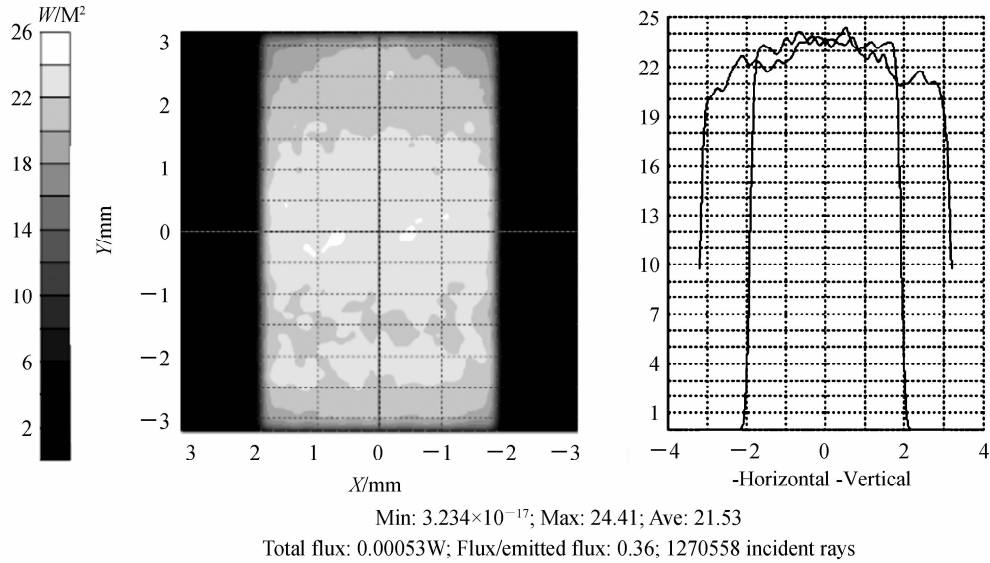 W/M²
26
22
18
14
10
6
2
Y/mm
3
2
1
0
−1
−2
−3
3 2 1 0 −1 −2 −3
X/mm
25
22
19
16
13
10
7
4
1
−4 −2 0 2 4
-Horizontal -Vertical
Min: 3.234×10⁻¹⁷; Max: 24.41; Ave: 21.53
Total flux: 0.00053W; Flux/emitted flux: 0.36; 1270558 incident rays